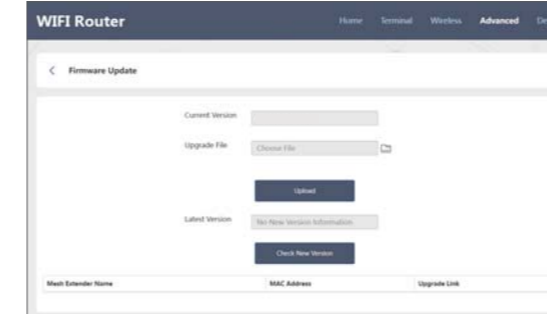 WIFI Router
Home Terminal Wireless Advanced De
Firmware Update
Current Version
Upgrade File Choose File
Upload
Latest Version No New Version Information
Check New Version
Mesh Extender Name MAC Address Upgrade Link